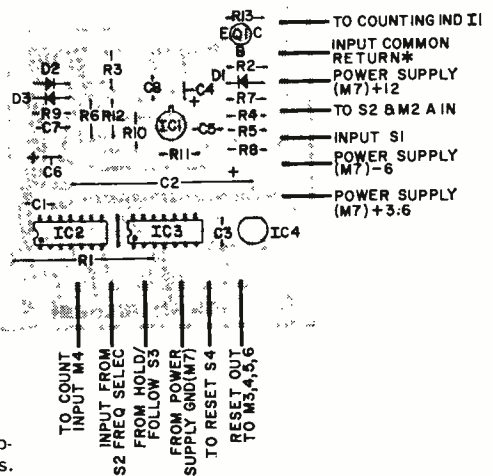 R13
E Q1 C
B
TO COUNTING IND I1
INPUT COMMON
RETURN*
POWER SUPPLY
(M7)+12
TO S2 & M2 A IN
INPUT S1
POWER SUPPLY
(M7)-6
POWER SUPPLY
(M7)+3:6
D2
D3
R9
C7
+
C6
R3
R6
R12
R10
C8
C4
+
IC1
C5
R11
R2
D1
R7
R4
R5
R8
+
C2
C1
IC2
IC3
C3
IC4
R1
TO COUNT
INPUT M4
INPUT FROM
S2 FREQ SELEC
FROM HOLD/
FOLLOW S3
FROM POWER
SUPPLY GND(M7)
TO RESET S4
RESET OUT
TO M3,4,5,6
p-
s.